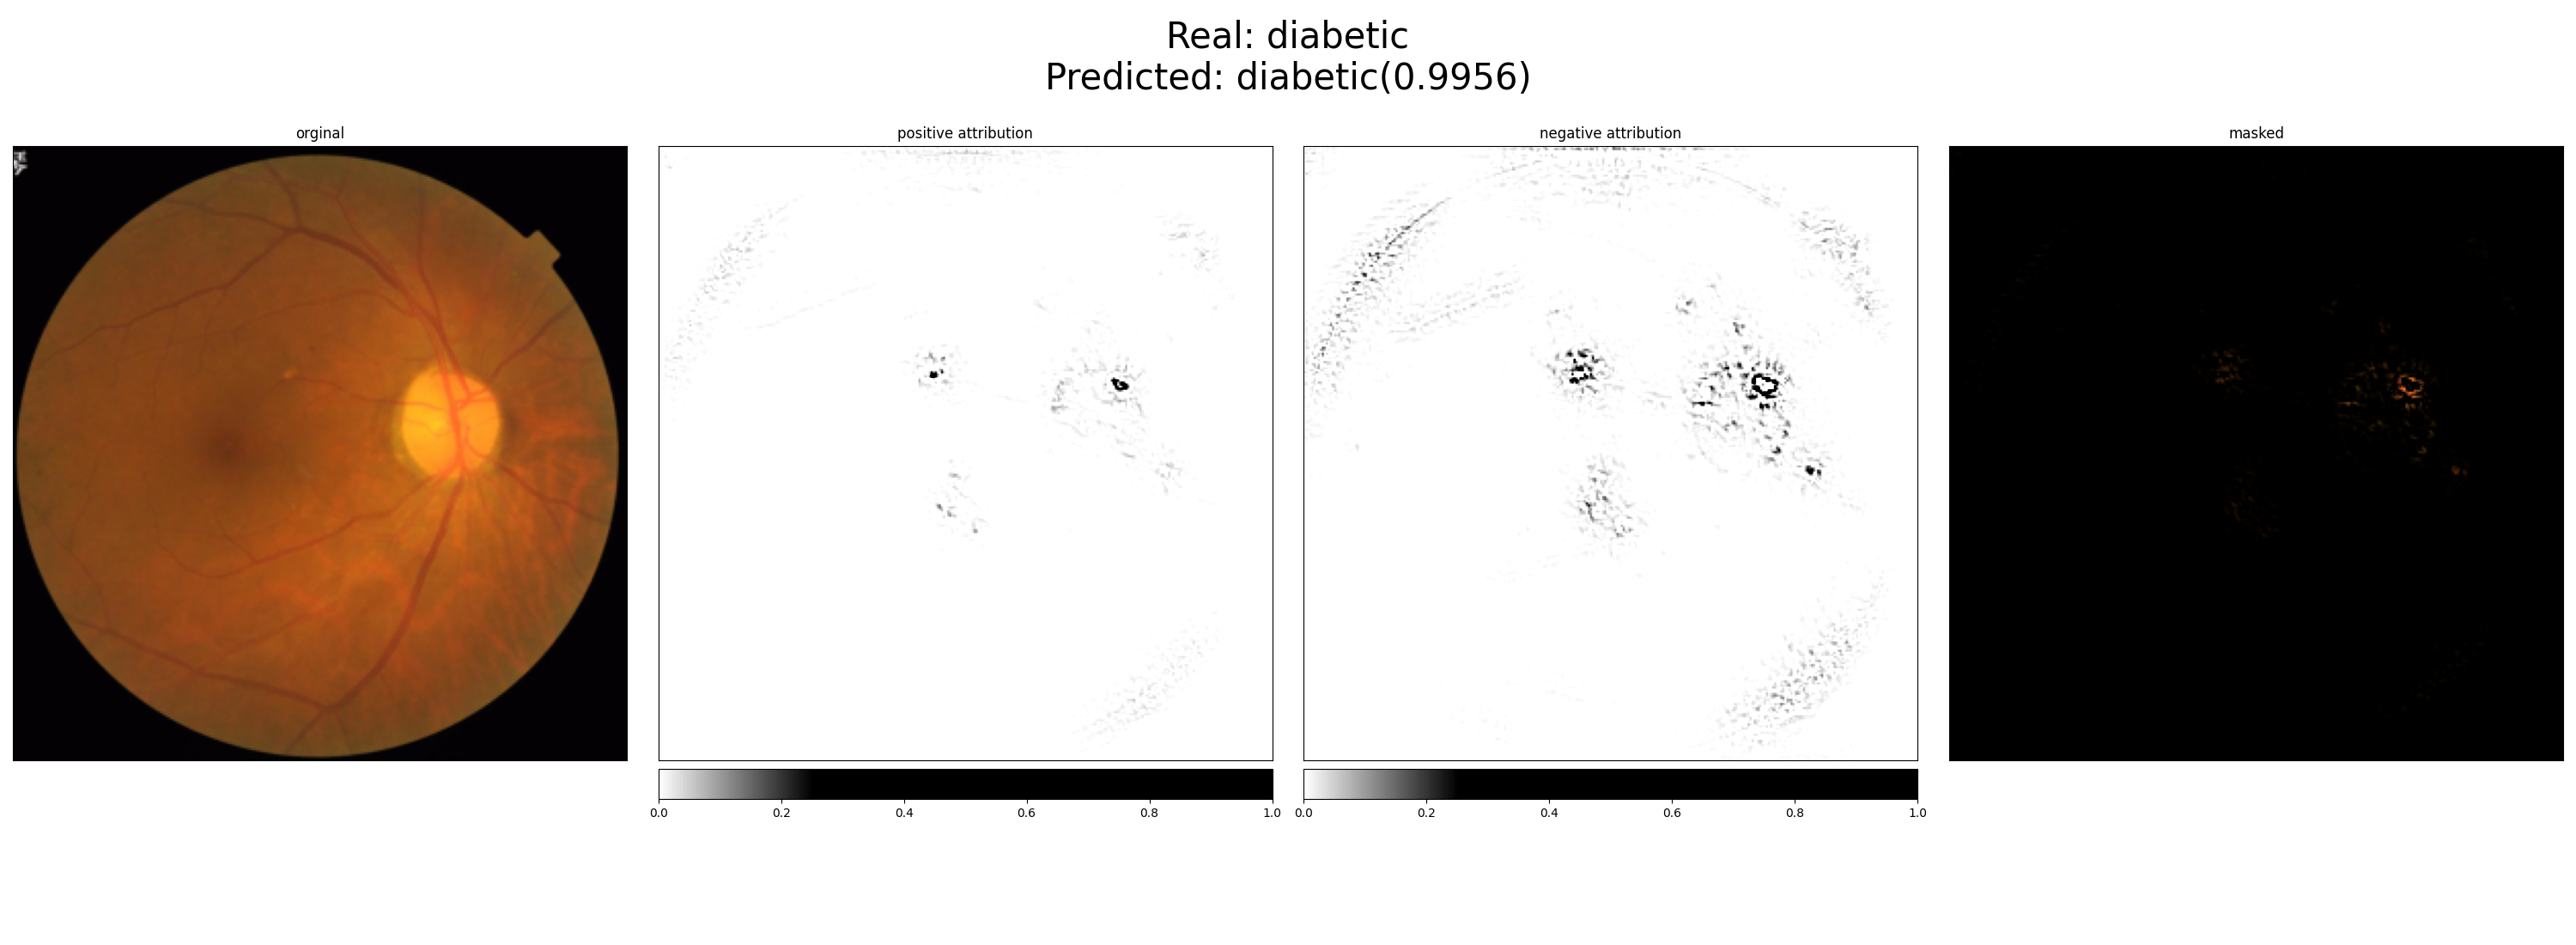 Real: diabetic
Predicted: diabetic(0.9956)
orginal
positive attribution
negative attribution
masked
0.0 0.2 0.4 0.6 0.8 1.0
0.0 0.2 0.4 0.6 0.8 1.0